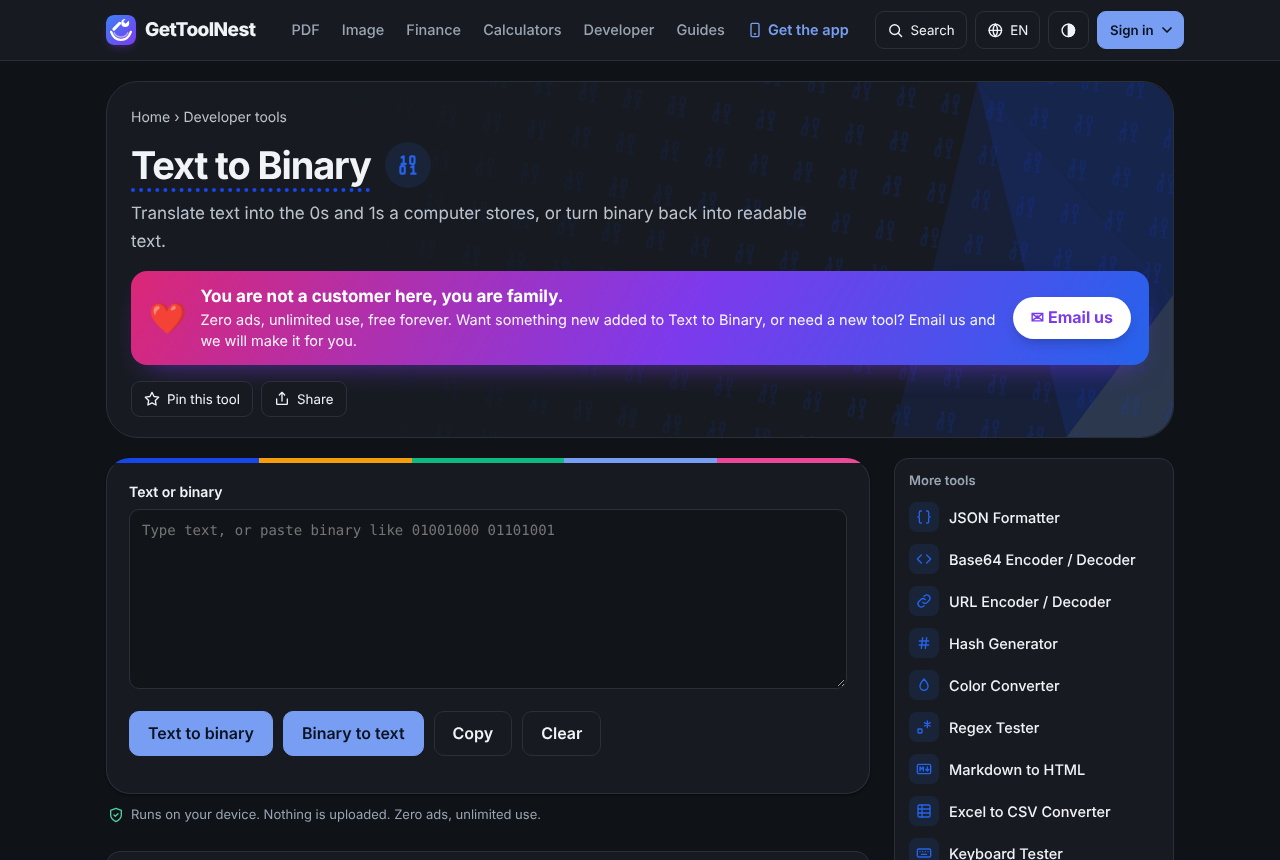 GetToolNest
PDF
Image
Finance
Calculators
Developer
Guides
Get the app
Search
EN
Sign in
Home › Developer tools
Text to Binary
Translate text into the 0s and 1s a computer stores, or turn binary back into readable
text.
You are not a customer here, you are family.
Zero ads, unlimited use, free forever. Want something new added to Text to Binary, or need a new tool? Email us and
we will make it for you.
✉ Email us
Pin this tool
Share
Text or binary
Type text, or paste binary like 01001000 01101001
Text to binary
Binary to text
Copy
Clear
Runs on your device. Nothing is uploaded. Zero ads, unlimited use.
More tools
JSON Formatter
Base64 Encoder / Decoder
URL Encoder / Decoder
Hash Generator
Color Converter
Regex Tester
Markdown to HTML
Excel to CSV Converter
Keyboard Tester